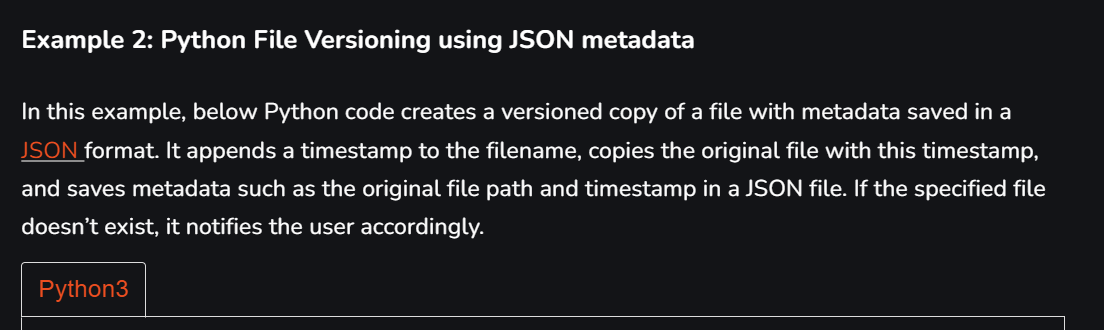 Example 2: Python File Versioning using JSON metadata
In this example, below Python code creates a versioned copy of a file with metadata saved in a
JSON format. It appends a timestamp to the filename, copies the original file with this timestamp,
and saves metadata such as the original file path and timestamp in a JSON file. If the specified file
doesn’t exist, it notifies the user accordingly.
Python3